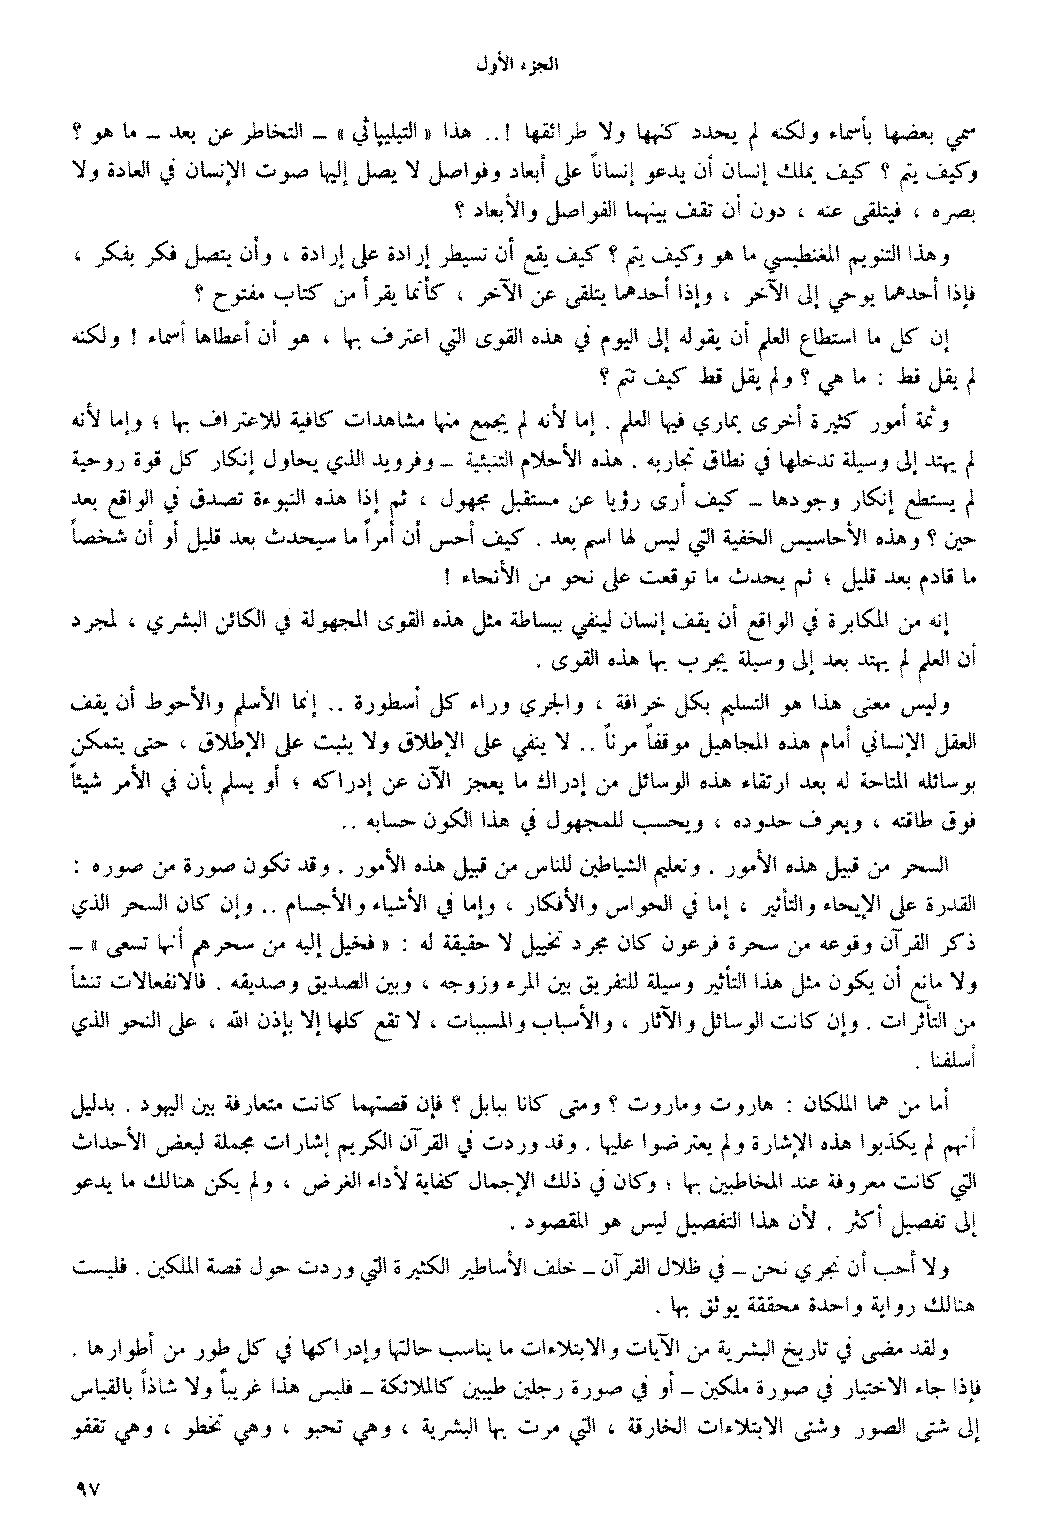 الجزء الأول
سمي بعضها بأسماء ولكنه لم يحدد كنهها ولا طرائقها !.. هذا « التيليپاثي » – التخاطر عن بعد – ما هو ؟
وكيف يتم ؟ كيف يملك إنسان أن يدعو إنساناً على أبعاد وفواصل لا يصل إليها صوت الإنسان في العادة ولا
بصره ، فيتلقى عنه ، دون أن تقف بينهما الفواصل والأبعاد ؟
وهذا التنويم المغنطيسي ما هو وكيف يتم ؟ كيف يقع أن تسيطر إرادة على إرادة ، وأن يتصل فكر بفكر ،
فإذا أحدهما يوحي إلى الآخر ، وإذا أحدهما يتلقى عن الآخر ، كأنما يقرأ من كتاب مفتوح ؟
إن كل ما استطاع العلم أن يقوله إلى اليوم في هذه القوى التي اعترف بها ، هو أن أعطاها أسماء ! ولكنه
لم يقل قط : ما هي ؟ ولم يقل قط كيف تتم ؟
وثمة أمور كثيرة أخرى يماري فيها العلم . إما لأنه لم يجمع منها مشاهدات كافية للاعتراف بها ؛ وإما لأنه
لم يهتد إلى وسيلة تدخلها في نطاق تجاربه . هذه الأحلام التنبئية – وفرويد الذي يحاول إنكار كل قوة روحية
لم يستطع إنكار وجودها – كيف أرى رؤيا عن مستقبل مجهول ، ثم إذا هذه النبوءة تصدق في الواقع بعد
حين ؟ وهذه الأحاسيس الخفية التي ليس لها اسم بعد . كيف أحس أن أمراً ما سيحدث بعد قليل أو أن شخصاً
ما قادم بعد قليل ؛ ثم يحدث ما توقعت على نحو من الأنحاء !
إنه من المكابرة في الواقع أن يقف إنسان لينفي ببساطة مثل هذه القوى المجهولة في الكائن البشري ، لمجرد
أن العلم لم يهتد بعد إلى وسيلة يجرب بها هذه القوى .
وليس معنى هذا هو التسليم بكل خرافة ، والجري وراء كل أسطورة .. إنما الأسلم والأحوط أن يقف
العقل الإنساني أمام هذه المجاهيل موقفاً مرناً .. لا ينفي على الإطلاق ولا يثبت على الإطلاق ، حتى يتمكن
بوسائله المتاحة له بعد ارتقاء هذه الوسائل من إدراك ما يعجز الآن عن إدراكه ؛ أو يسلم بأن في الأمر شيئاً
فوق طاقته ، ويعرف حدوده ، ويحسب للمجهول في هذا الكون حسابه ..
السحر من قبيل هذه الأمور . وتعليم الشياطين للناس من قبيل هذه الأمور . وقد تكون صورة من صوره :
القدرة على الإيحاء والتأثير ، إما في الحواس والأفكار ، وإما في الأشياء والأجسام .. وإن كان السحر الذي
ذكر القرآن وقوعه من سحرة فرعون كان مجرد تخييل لا حقيقة له : « فخيل إليه من سحرهم أنها تسعى » –
ولا مانع أن يكون مثل هذا التأثير وسيلة للتفريق بين المرء وزوجه ، وبين الصديق وصديقه . فالانفعالات تنشأ
من التأثرات . وإن كانت الوسائل والآثار ، والأسباب والمسببات ، لا تقع كلها إلا بإذن الله ، على النحو الذي
أسلفنا .
أما من هما الملكان : هاروت وماروت ؟ ومتى كانا ببابل ؟ فإن قصتهما كانت متعارفة بين اليهود . بدليل
أنهم لم يكذبوا هذه الإشارة ولم يعترضوا عليها . وقد وردت في القرآن الكريم إشارات مجملة لبعض الأحداث
التي كانت معروفة عند المخاطبين بها ؛ وكان في ذلك الإجمال كفاية لأداء الغرض ، ولم يكن هنالك ما يدعو
إلى تفصيل أكثر . لأن هذا التفصيل ليس هو المقصود .
ولا أحب أن نجري نحن – في ظلال القرآن – خلف الأساطير الكثيرة التي وردت حول قصة الملكين . فليست
هنالك رواية واحدة محققة يوثق بها .
ولقد مضى في تاريخ البشرية من الآيات والابتلاءات ما يناسب حالتها وإدراكها في كل طور من أطوارها .
فإذا جاء الاختبار في صورة ملكين – أو في صورة رجلين طيبين كالملائكة – فليس هذا غريباً ولا شاذاً بالقياس
إلى شتى الصور وشتى الابتلاءات الخارقة ، التي مرت بها البشرية ، وهي تحبو ، وهي تخطو ، وهي تقفو
٩٧